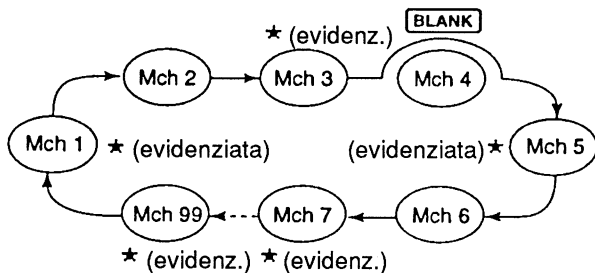 BLANK
★ (evidenz.)
Mch 2
Mch 3
Mch 4
Mch 1
★ (evidenziata)
(evidenziata) ★
Mch 5
Mch 99
Mch 7
Mch 6
★ (evidenz.)
★ (evidenz.)